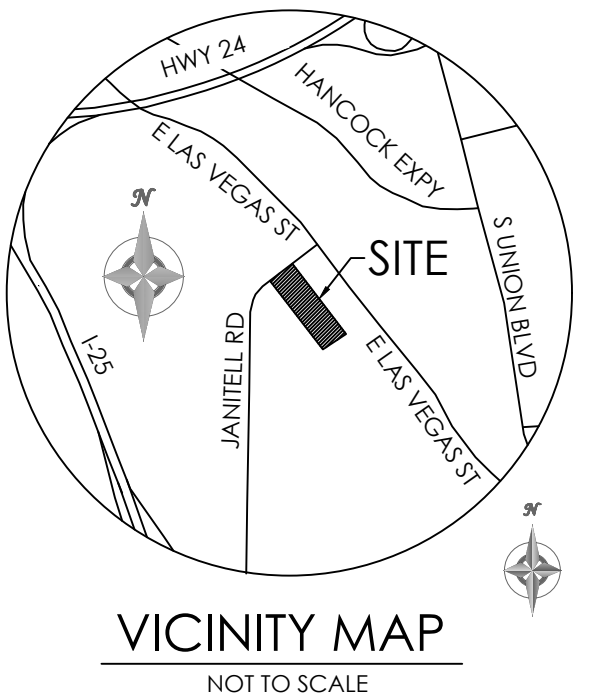 HWY 24
HANCOCK EXPY
E LAS VEGAS ST
N
S UNION BLVD
SITE
I-25
JANITELL RD
E LAS VEGAS ST
N
VICINITY MAP
NOT TO SCALE